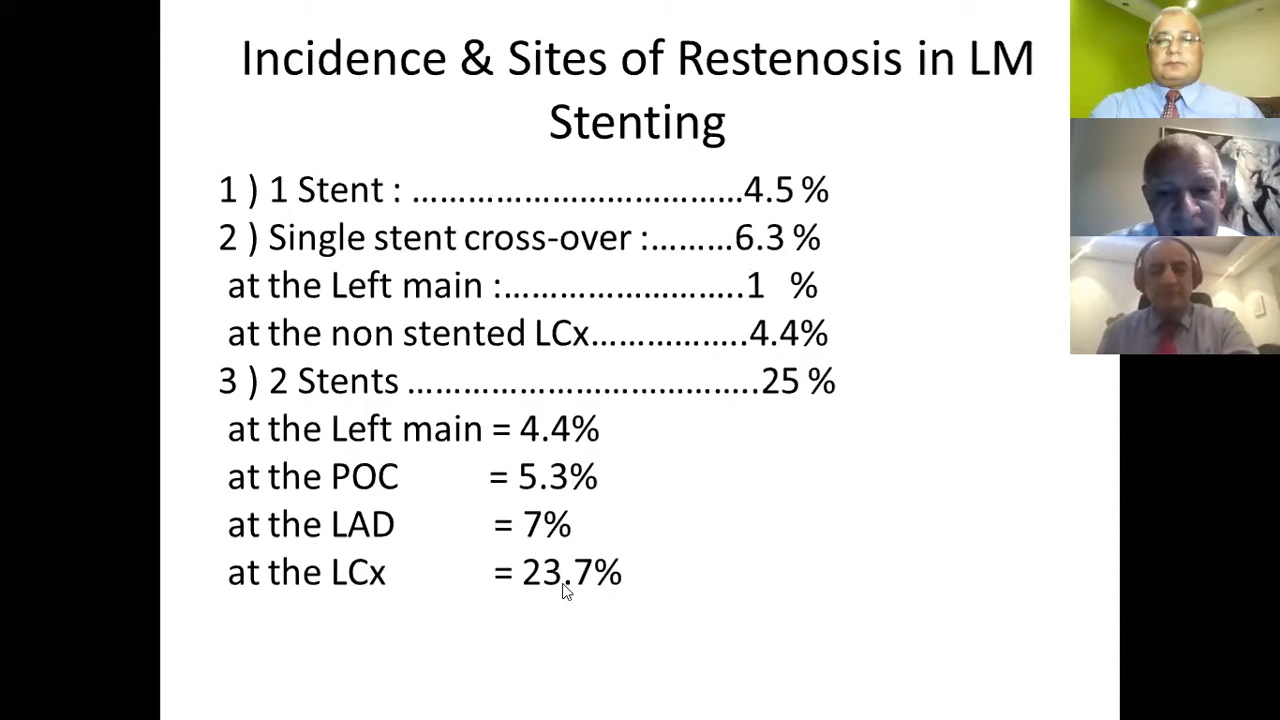 Incidence & Sites of Restenosis in LM
Stenting
1 ) 1 Stent : ………………………………4.5 %
2 ) Single stent cross-over :………6.3 %
at the Left main :……………………..1 %
at the non stented LCx……………..4.4%
3 ) 2 Stents ………………………………..25 %
at the Left main = 4.4%
at the POC = 5.3%
at the LAD = 7%
at the LCx = 23.7%